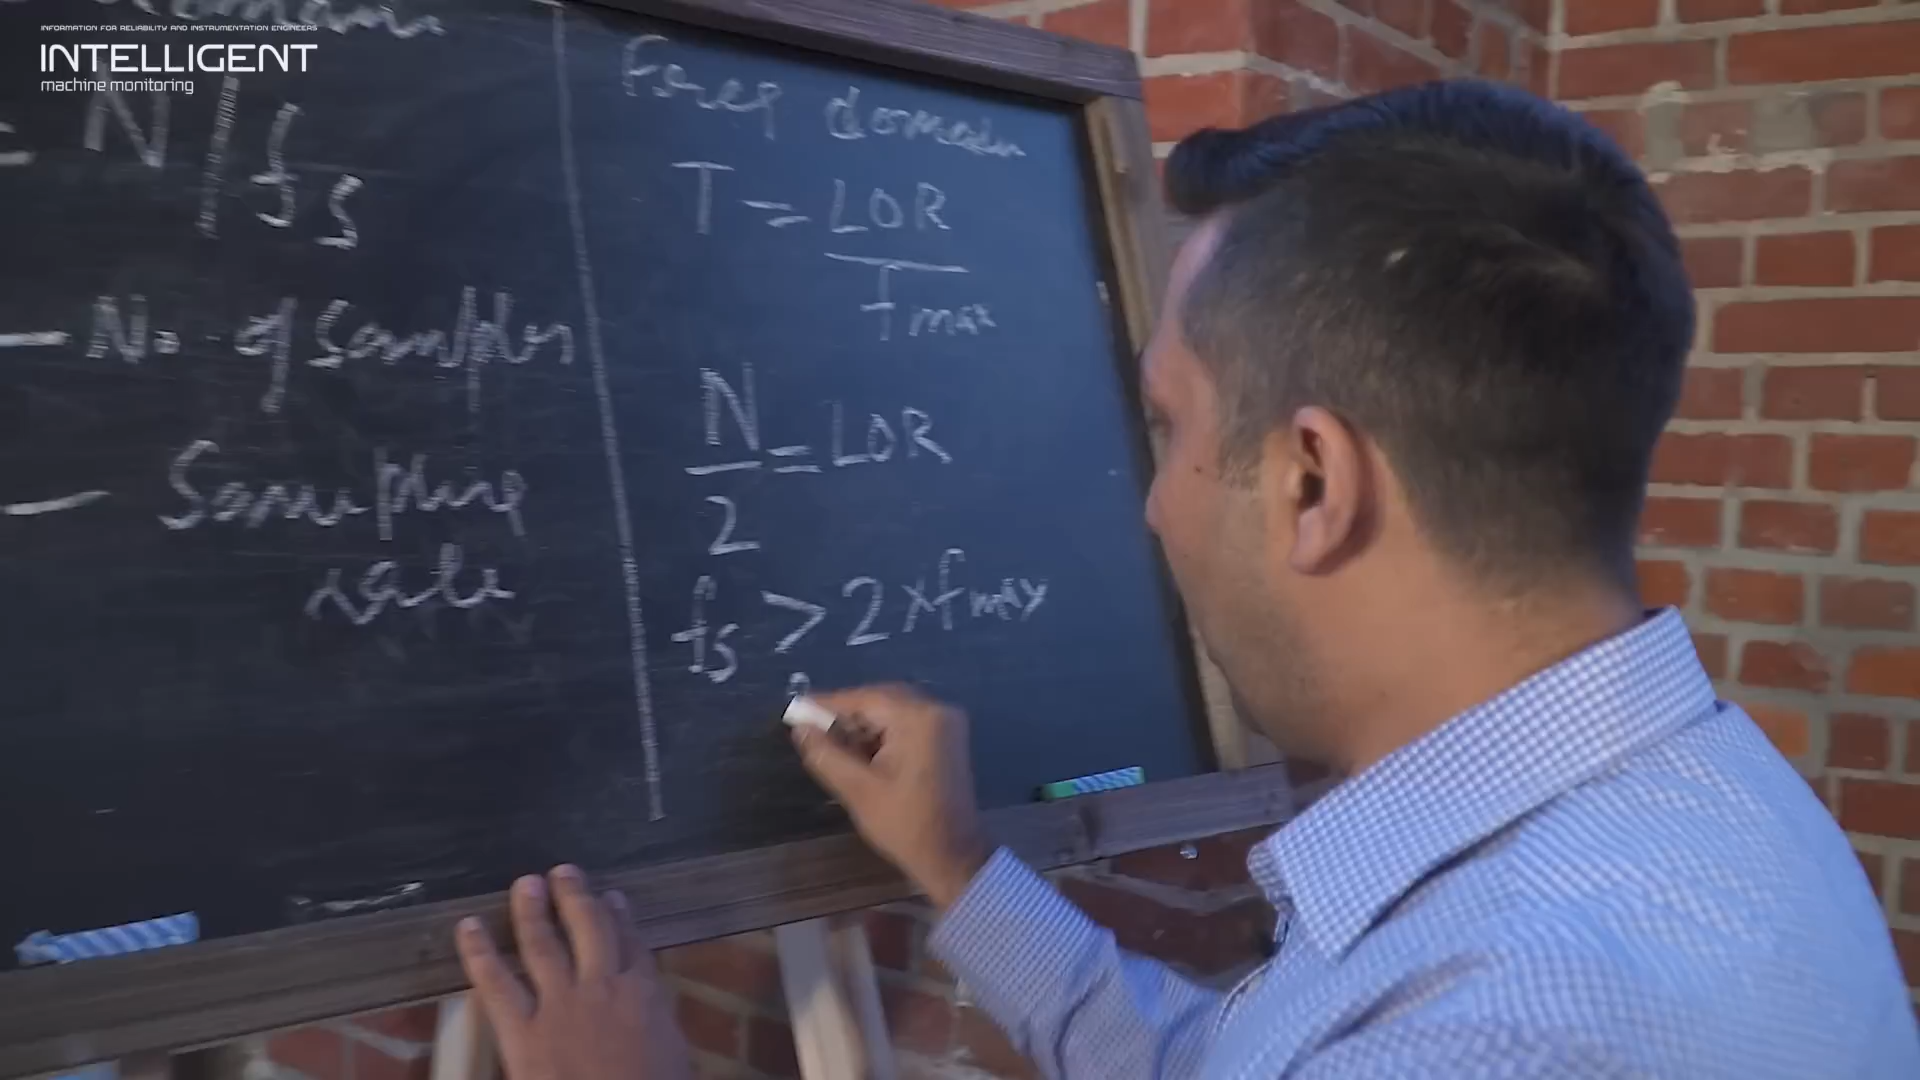 INFORMATION FOR RELIABILITY AND INSTRUMENTATION ENGINEERS
INTELLIGENT
machine monitoring
= N/fs
— No. of Samples
— Sampling
rate
Freq domain
T = LOR
fmax
N
2
= LOR
fs > 2 x fmax